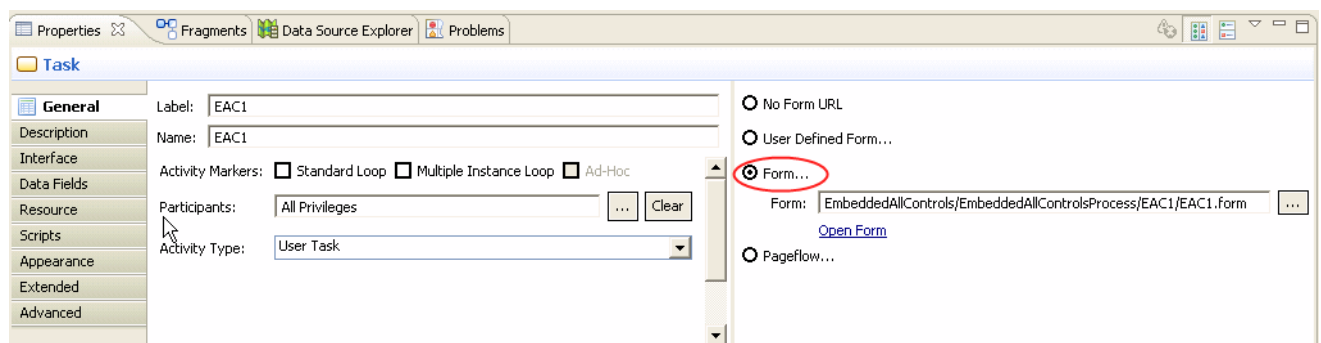 Properties Fragments Data Source Explorer Problems
Task
General
Description
Interface
Data Fields
Resource
Scripts
Appearance
Extended
Advanced
Label: EAC1
Name: EAC1
Activity Markers: Standard Loop Multiple Instance Loop Ad-Hoc
Participants: All Privileges ... Clear
Activity Type: User Task
No Form URL
User Defined Form...
Form...
Form: EmbeddedAllControls/EmbeddedAllControlsProcess/EAC1/EAC1.form ...
Open Form
Pageflow...